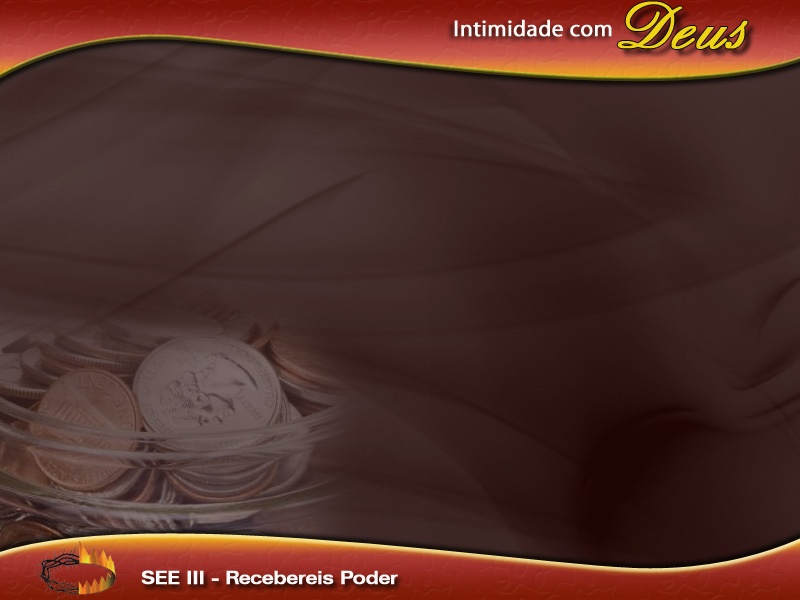 Intimidade com Deus
SEE III - Recebereis Poder